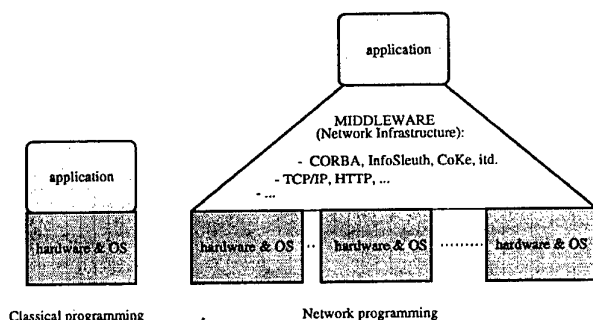 application
MIDDLEWARE
(Network Infrastructure):
- CORBA, InfoSleuth, CoKe, itd.
- TCP/IP, HTTP, ...
- ...
application
hardware & OS
hardware & OS
hardware & OS
hardware & OS
Classical programming
Network programming